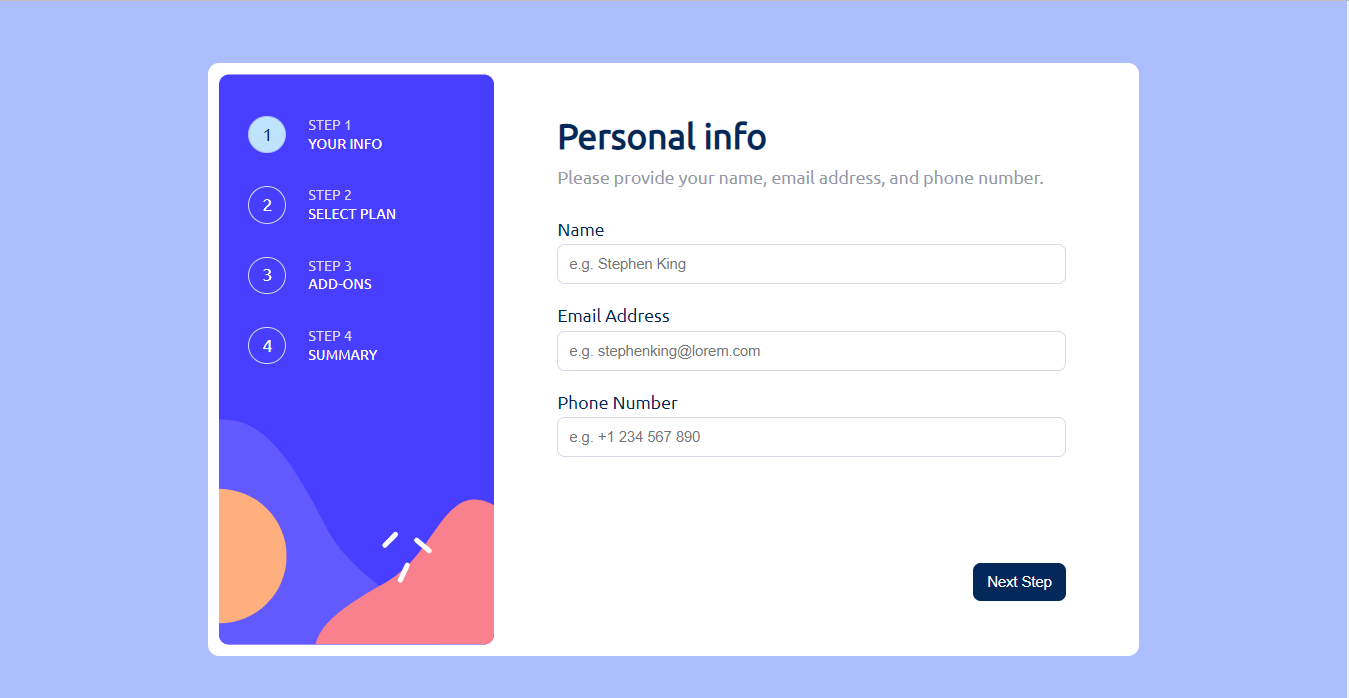 1
STEP 1
YOUR INFO
2
STEP 2
SELECT PLAN
3
STEP 3
ADD-ONS
4
STEP 4
SUMMARY
Personal info
Please provide your name, email address, and phone number.
Name
e.g. Stephen King
Email Address
e.g. stephenking@lorem.com
Phone Number
e.g. +1 234 567 890
Next Step